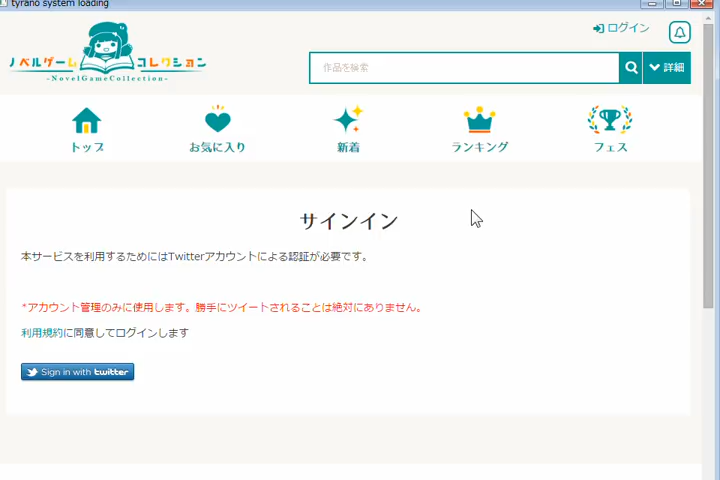 tyrano system loading
ノベルゲームコレクション
-NovelGameCollection-
ログイン
作品を検索
詳細
トップ
お気に入り
新着
ランキング
フェス
サインイン
本サービスを利用するためにはTwitterアカウントによる認証が必要です。
*アカウント管理のみに使用します。勝手にツイートされることは絶対にありません。
利用規約に同意してログインします
Sign in with twitter